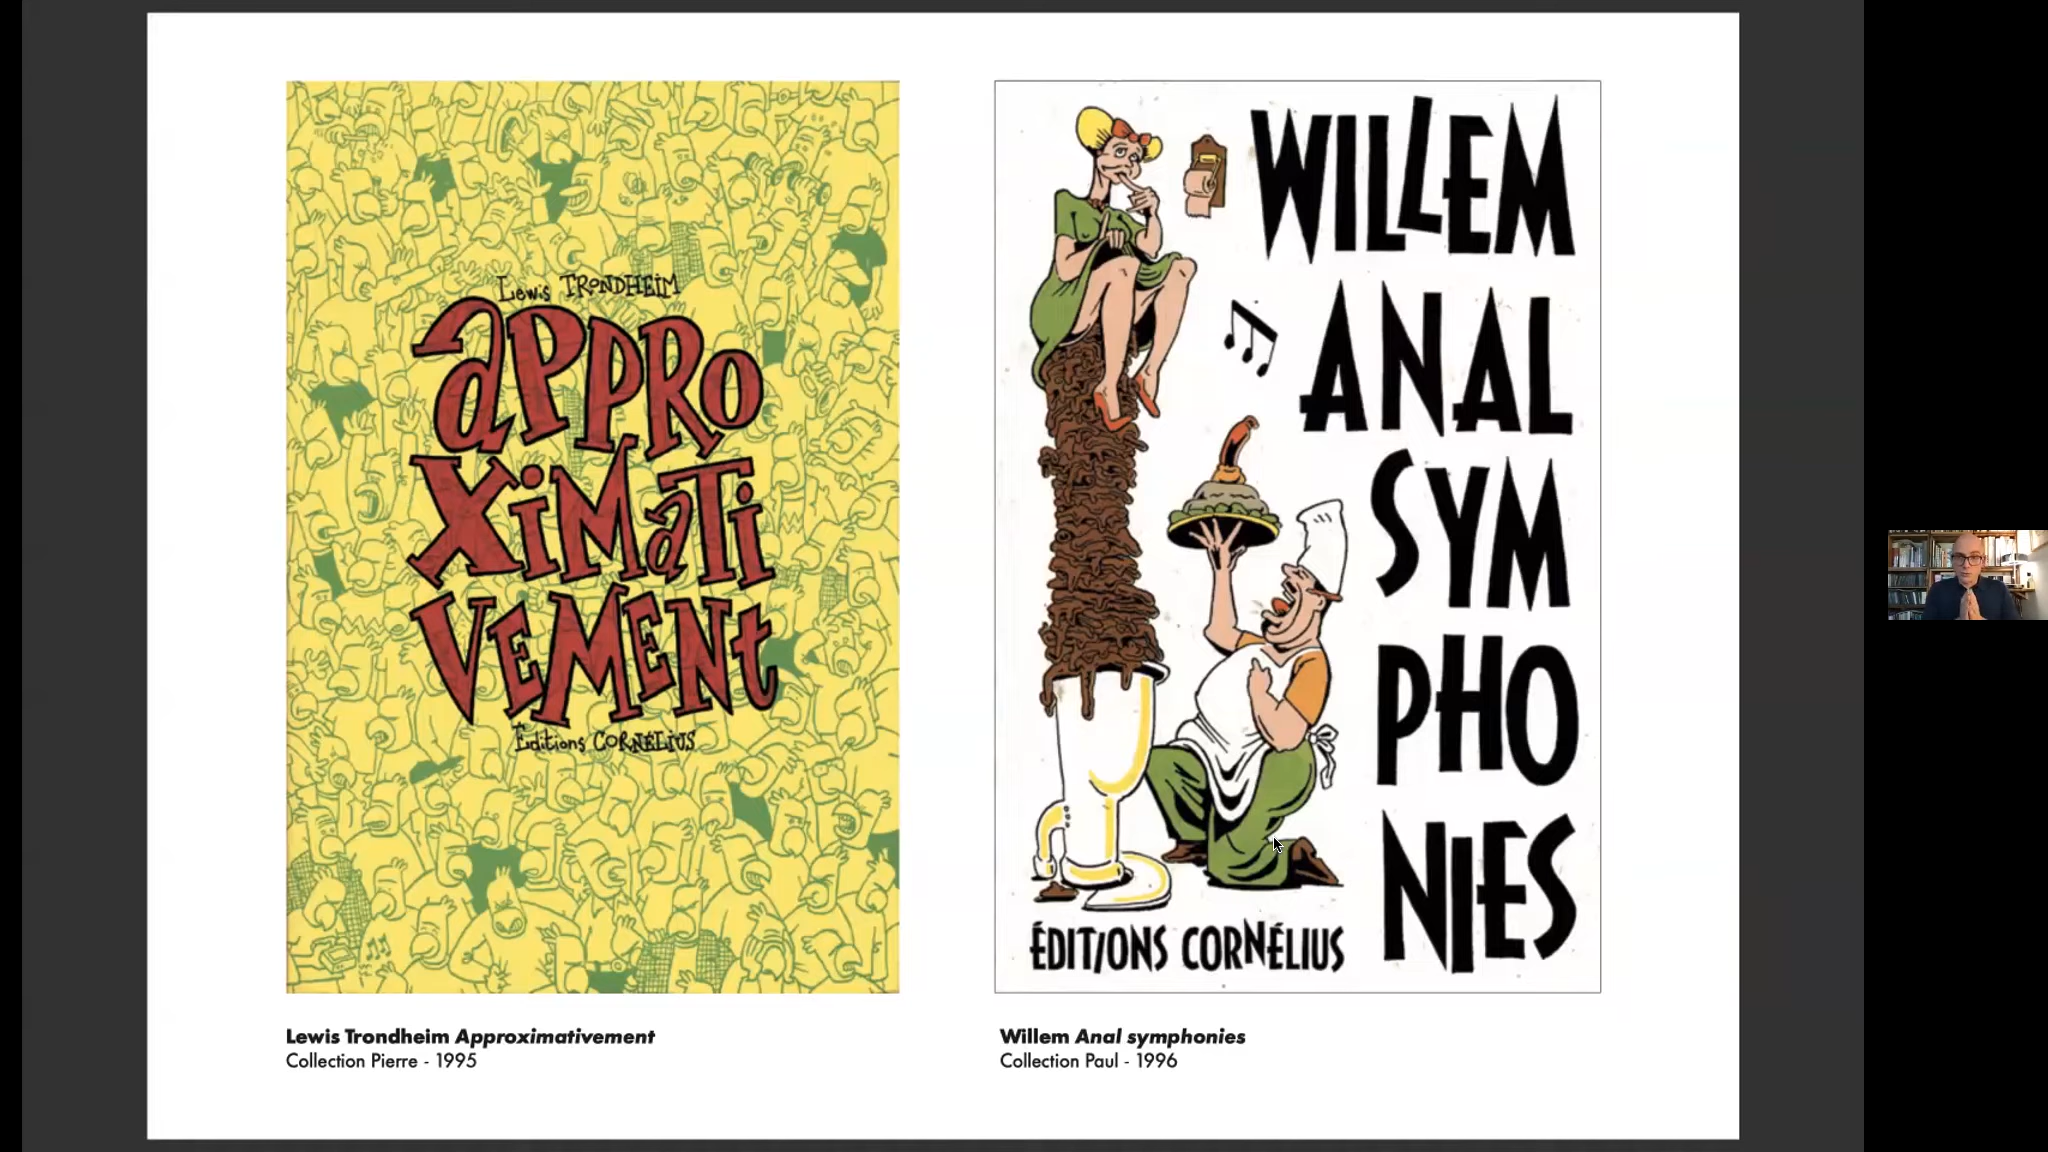 Lewis TRONDHEIM
APPRO
XiMaTi
VEMENt
Éditions CORNÉLIUS
WILLEM
ANAL
SYM
PHO
NIES
ÉDITIONS CORNÉLIUS
Lewis Trondheim Approximativement
Collection Pierre - 1995
Willem Anal symphonies
Collection Paul - 1996